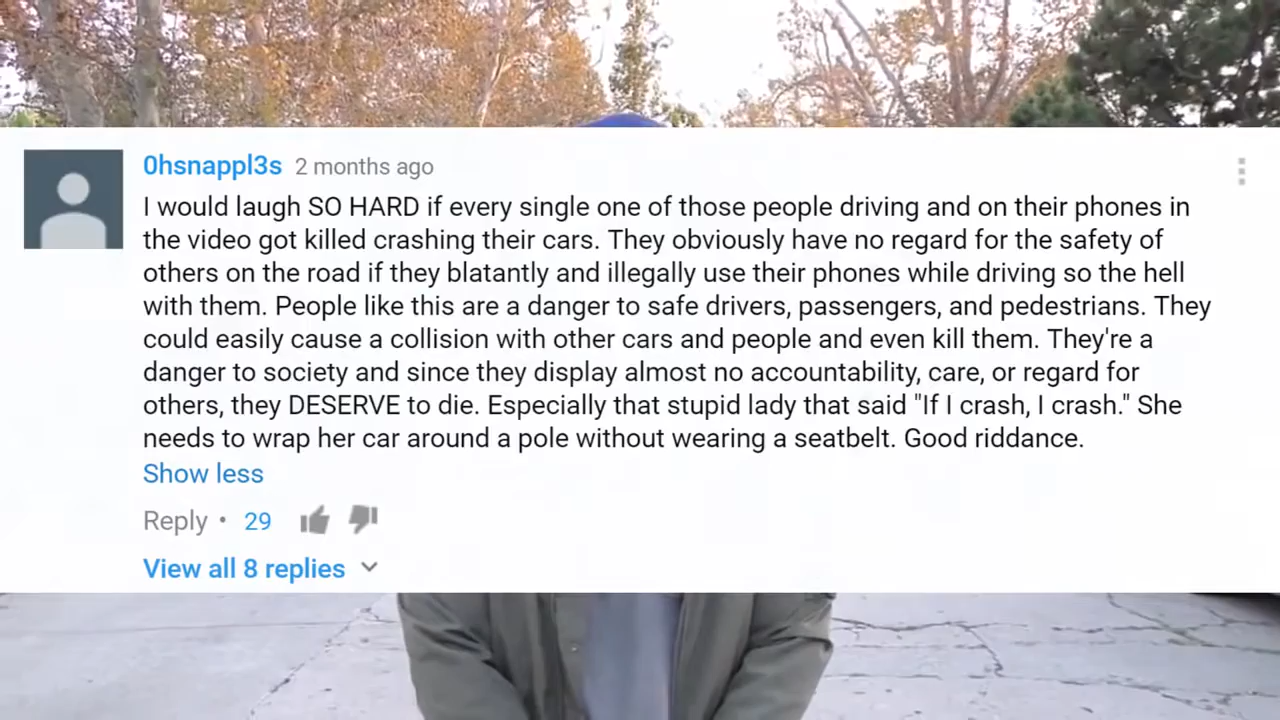 0hsnappl3s 2 months ago
I would laugh SO HARD if every single one of those people driving and on their phones in
the video got killed crashing their cars. They obviously have no regard for the safety of
others on the road if they blatantly and illegally use their phones while driving so the hell
with them. People like this are a danger to safe drivers, passengers, and pedestrians. They
could easily cause a collision with other cars and people and even kill them. They're a
danger to society and since they display almost no accountability, care, or regard for
others, they DESERVE to die. Especially that stupid lady that said "If I crash, I crash." She
needs to wrap her car around a pole without wearing a seatbelt. Good riddance.
Show less
Reply • 29
View all 8 replies